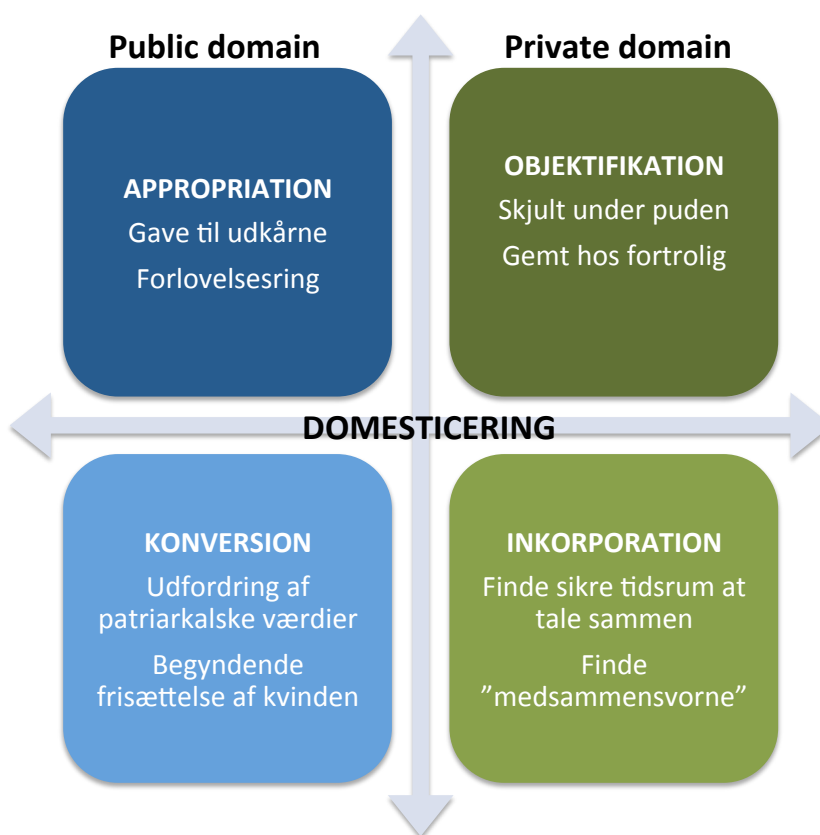 Public domain
Private domain
APPROPRIATION
Gave til udkårne
Forlovelsesring
OBJEKTIFIKATION
Skjult under puden
Gemt hos fortrolig
DOMESTICERING
KONVERSION
Udfordring af
patriarkalske værdier
Begyndende
frisættelse af kvinden
INKORPORATION
Finde sikre tidsrum at
tale sammen
Finde
”medsammensvorne”